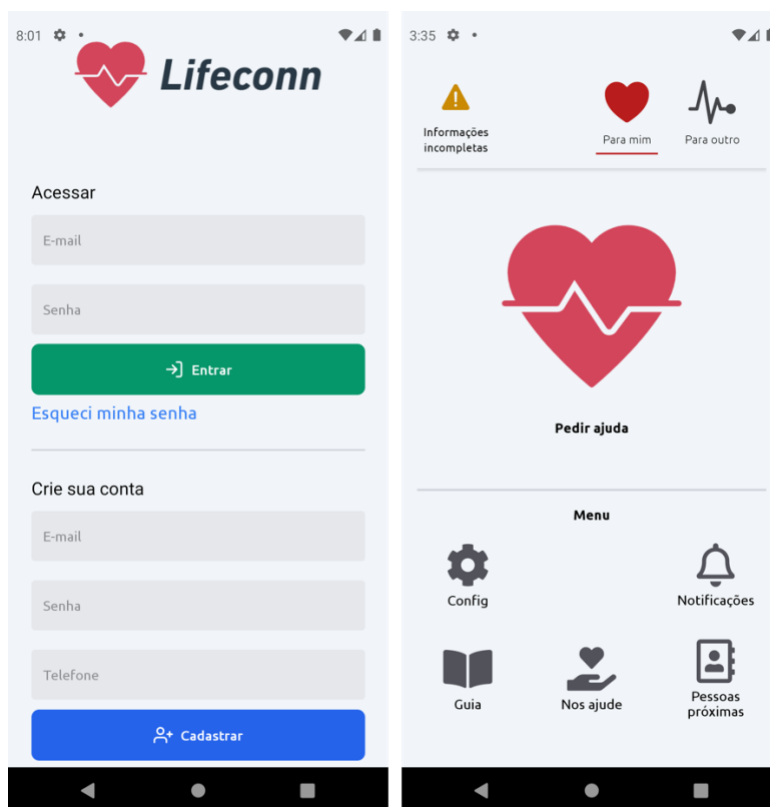 8:01
Lifeconn
Acessar
E-mail
Senha
Entrar
Esqueci minha senha
Crie sua conta
E-mail
Senha
Telefone
Cadastrar
3:35
Informações
incompletas
Para mim
Para outro
Pedir ajuda
Menu
Config
Notificações
Guia
Nos ajude
Pessoas
próximas